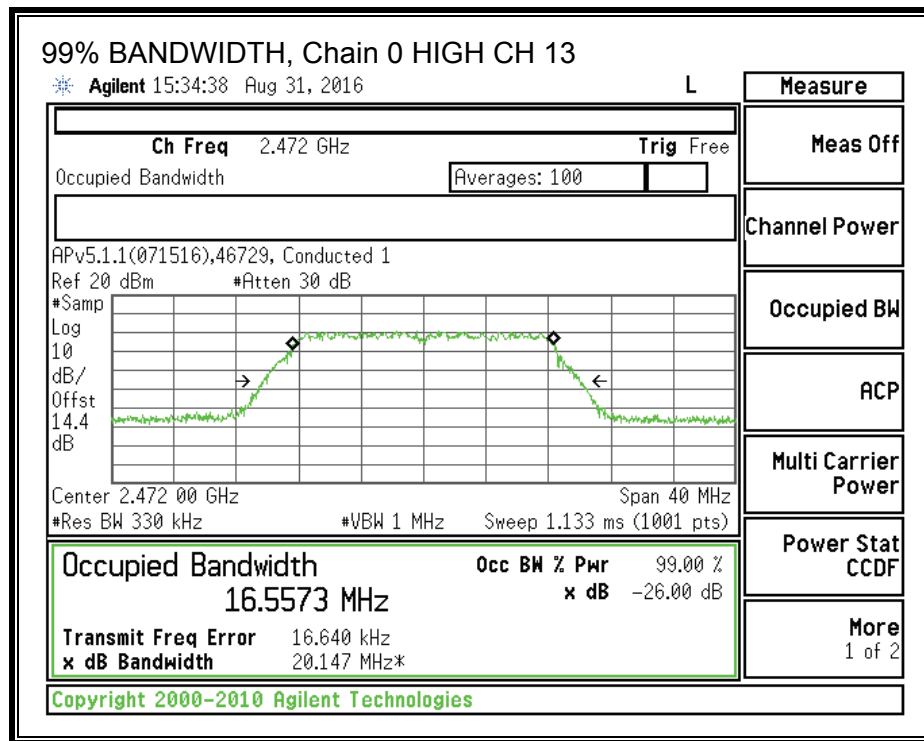 99% BANDWIDTH, Chain 0 HIGH CH 13
Agilent 15:34:38 Aug 31, 2016 L
Measure
Ch Freq 2.472 GHz Trig Free
Meas Off
Occupied Bandwidth Averages: 100
Channel Power
APv5.1.1(071516),46729, Conducted 1
Ref 20 dBm #Atten 30 dB
#Samp
Log
10
dB/
Offst
14.4
dB
Occupied BW
ACP
Multi Carrier
Power
Center 2.472 00 GHz Span 40 MHz
#Res BW 330 kHz #VBW 1 MHz Sweep 1.133 ms (1001 pts)
Power Stat
CCDF
Occupied Bandwidth Occ BW % Pwr 99.00 %
16.5573 MHz x dB -26.00 dB
Transmit Freq Error 16.640 kHz
x dB Bandwidth 20.147 MHz*
More
1 of 2
Copyright 2000-2010 Agilent Technologies